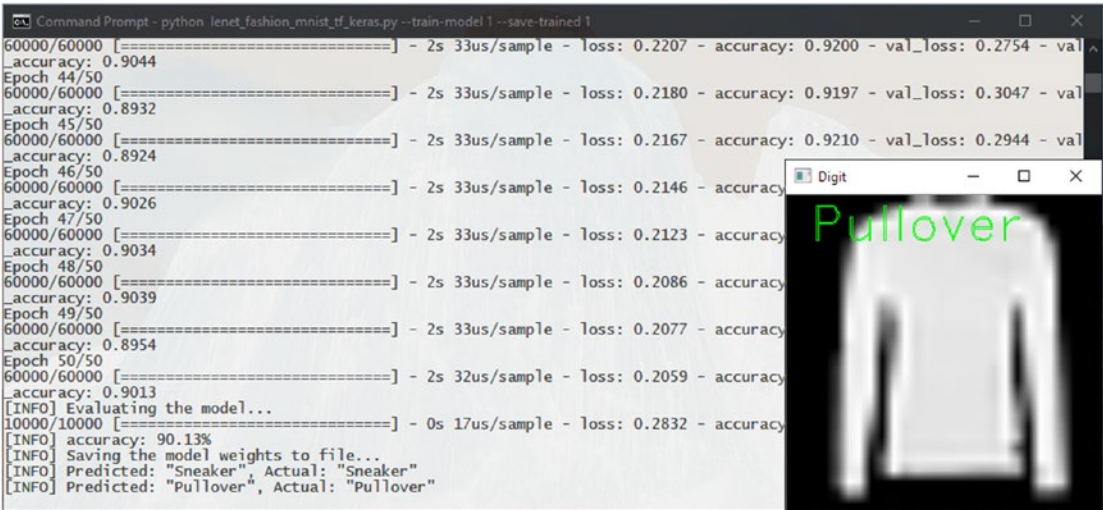 Command Prompt - python lenet_fashion_mnist_tf_keras.py --train-model 1 --save-trained 1
60000/60000 [==============================] - 2s 33us/sample - loss: 0.2207 - accuracy: 0.9200 - val_loss: 0.2754 - val
_accuracy: 0.9044
Epoch 44/50
60000/60000 [==============================] - 2s 33us/sample - loss: 0.2180 - accuracy: 0.9197 - val_loss: 0.3047 - val
_accuracy: 0.8932
Epoch 45/50
60000/60000 [==============================] - 2s 33us/sample - loss: 0.2167 - accuracy: 0.9210 - val_loss: 0.2944 - val
_accuracy: 0.8924
Epoch 46/50
60000/60000 [==============================] - 2s 33us/sample - loss: 0.2146 - accuracy
_accuracy: 0.9026
Epoch 47/50
60000/60000 [==============================] - 2s 33us/sample - loss: 0.2123 - accuracy
_accuracy: 0.9034
Epoch 48/50
60000/60000 [==============================] - 2s 33us/sample - loss: 0.2086 - accuracy
_accuracy: 0.9039
Epoch 49/50
60000/60000 [==============================] - 2s 33us/sample - loss: 0.2077 - accuracy
_accuracy: 0.8954
Epoch 50/50
60000/60000 [==============================] - 2s 32us/sample - loss: 0.2059 - accuracy
_accuracy: 0.9013
[INFO] Evaluating the model...
10000/10000 [==============================] - 0s 17us/sample - loss: 0.2832 - accuracy
[INFO] accuracy: 90.13%
[INFO] Saving the model weights to file...
[INFO] Predicted: "Sneaker", Actual: "Sneaker"
[INFO] Predicted: "Pullover", Actual: "Pullover"
Digit
Pullover